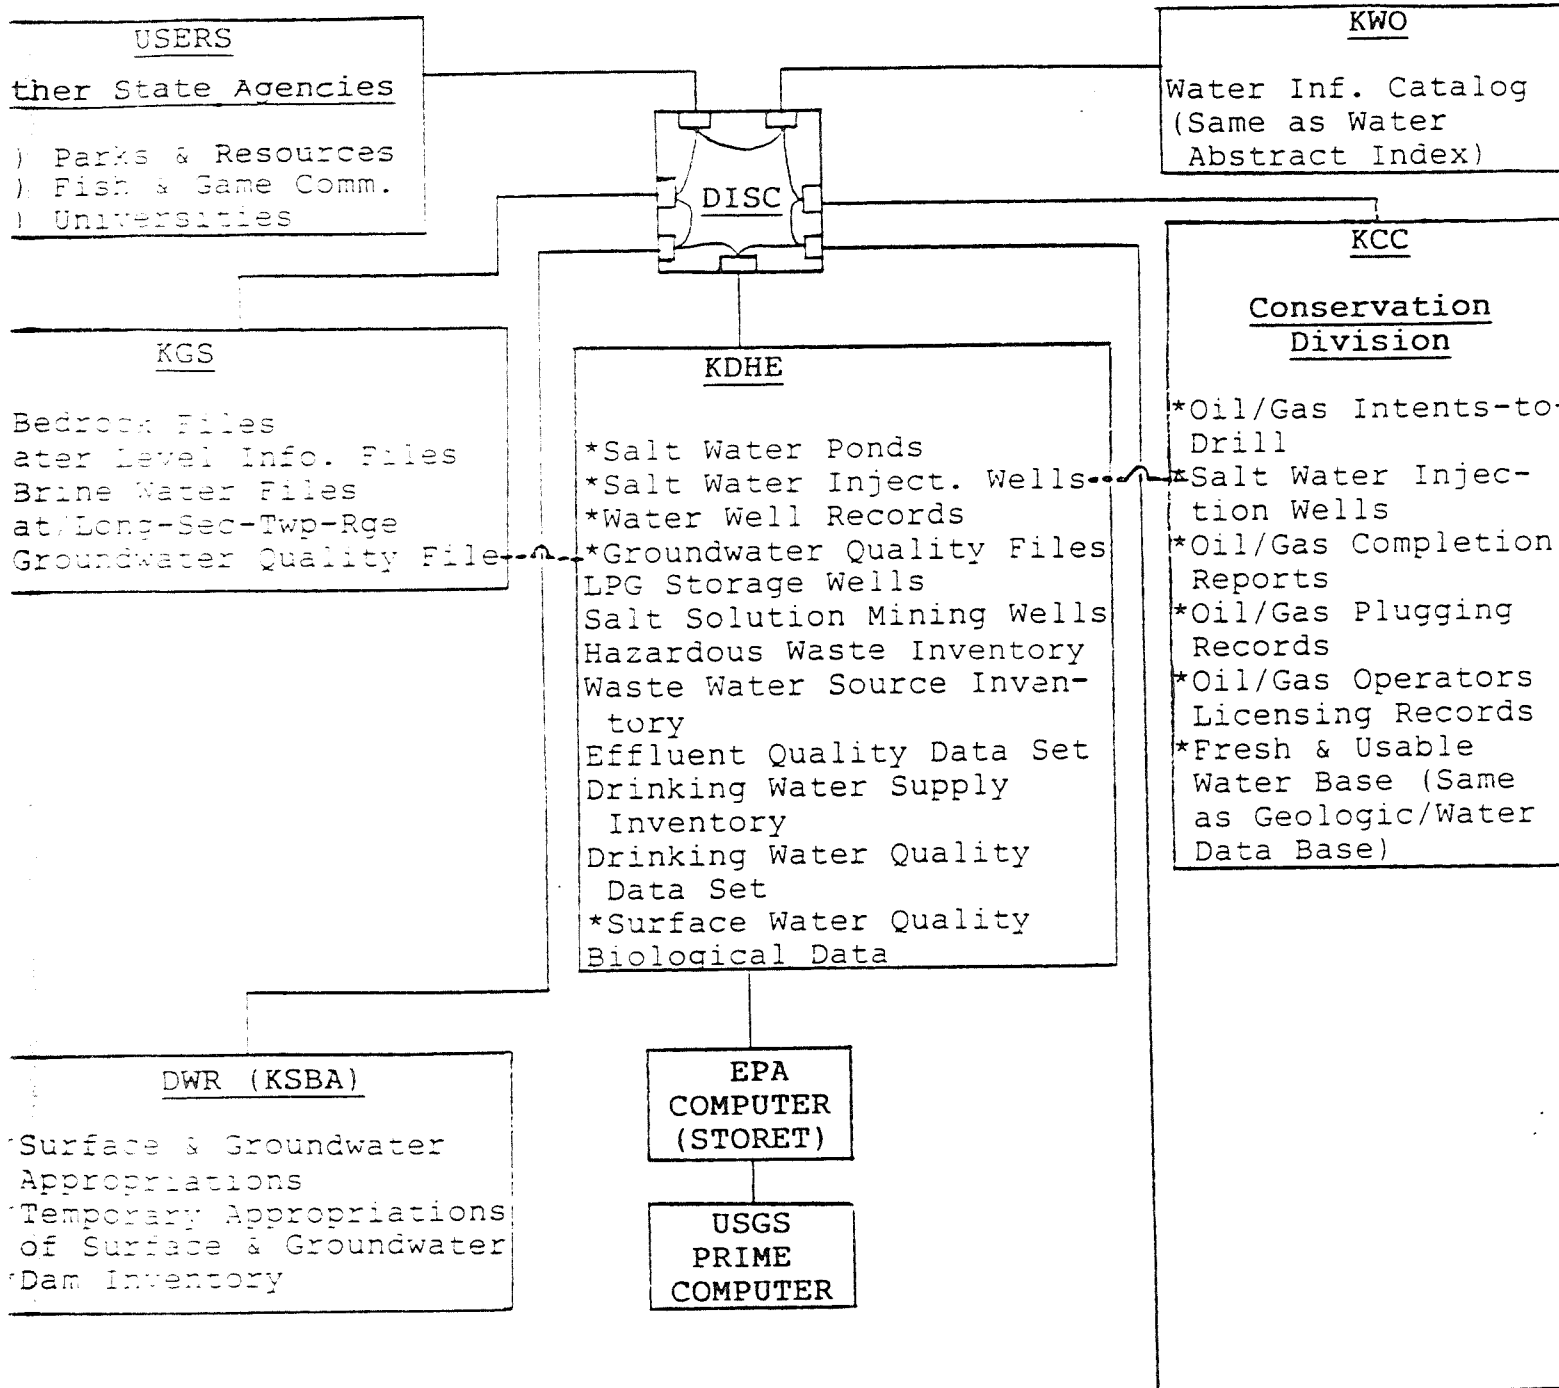 USERS
ther State Agencies
) Parks & Resources
) Fish & Game Comm.
) Universities
KWO
Water Inf. Catalog
(Same as Water
Abstract Index)
DISC
KGS
Bedrock Files
ater Level Info. Files
Brine Water Files
at/Long-Sec-Twp-Rge
Groundwater Quality File
KDHE
*Salt Water Ponds
*Salt Water Inject. Wells
*Water Well Records
*Groundwater Quality Files
LPG Storage Wells
Salt Solution Mining Wells
Hazardous Waste Inventory
Waste Water Source Inven-
tory
Effluent Quality Data Set
Drinking Water Supply
Inventory
Drinking Water Quality
Data Set
*Surface Water Quality
Biological Data
KCC
Conservation
Division
*Oil/Gas Intents-to-
Drill
*Salt Water Injec-
tion Wells
*Oil/Gas Completion
Reports
*Oil/Gas Plugging
Records
*Oil/Gas Operators
Licensing Records
*Fresh & Usable
Water Base (Same
as Geologic/Water
Data Base)
DWR (KSBA)
Surface & Groundwater
Appropriations
Temporary Appropriations
of Surface & Groundwater
Dam Inventory
EPA
COMPUTER
(STORET)
USGS
PRIME
COMPUTER